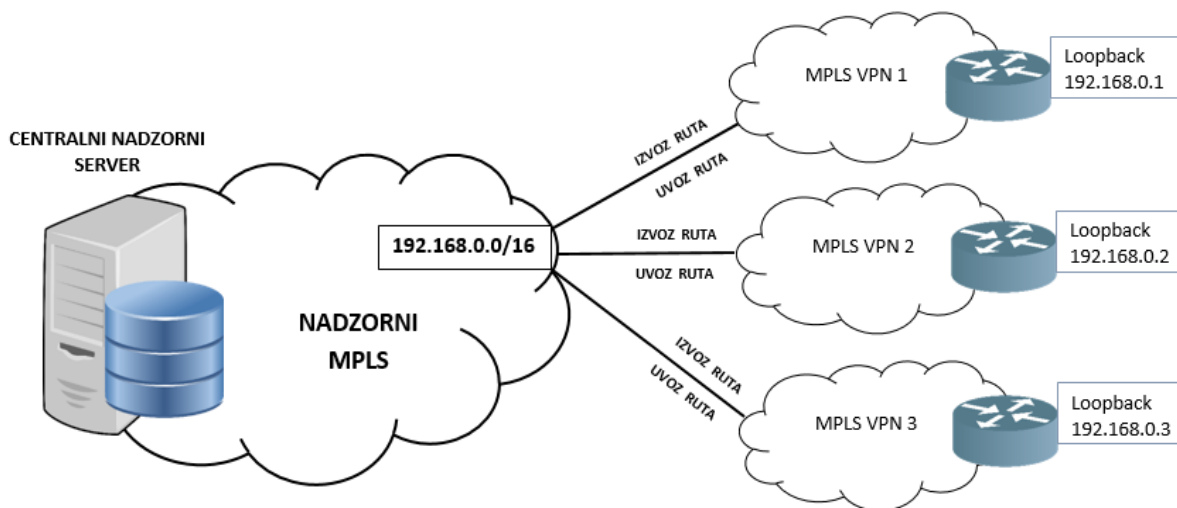 CENTRALNI NADZORNI
SERVER
192.168.0.0/16
NADZORNI
MPLS
IZVOZ RUTA
UVOZ RUTA
MPLS VPN 1
Loopback
192.168.0.1
IZVOZ RUTA
UVOZ RUTA
MPLS VPN 2
Loopback
192.168.0.2
IZVOZ RUTA
UVOZ RUTA
MPLS VPN 3
Loopback
192.168.0.3